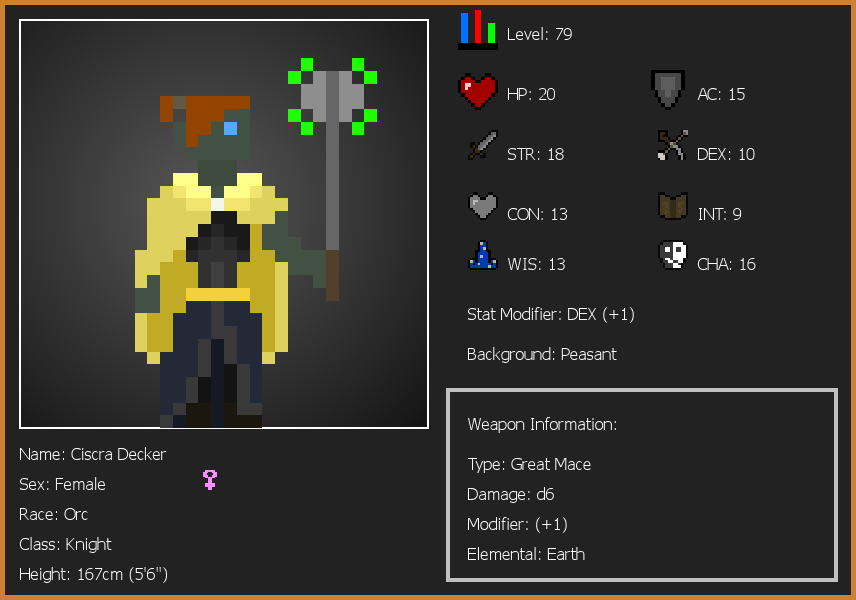 Level: 79
HP: 20
AC: 15
STR: 18
DEX: 10
CON: 13
INT: 9
WIS: 13
CHA: 16
Stat Modifier: DEX (+1)
Background: Peasant
Weapon Information:
Type: Great Mace
Damage: d6
Modifier: (+1)
Elemental: Earth
Name: Ciscra Decker
Sex: Female
Race: Orc
Class: Knight
Height: 167cm (5'6")